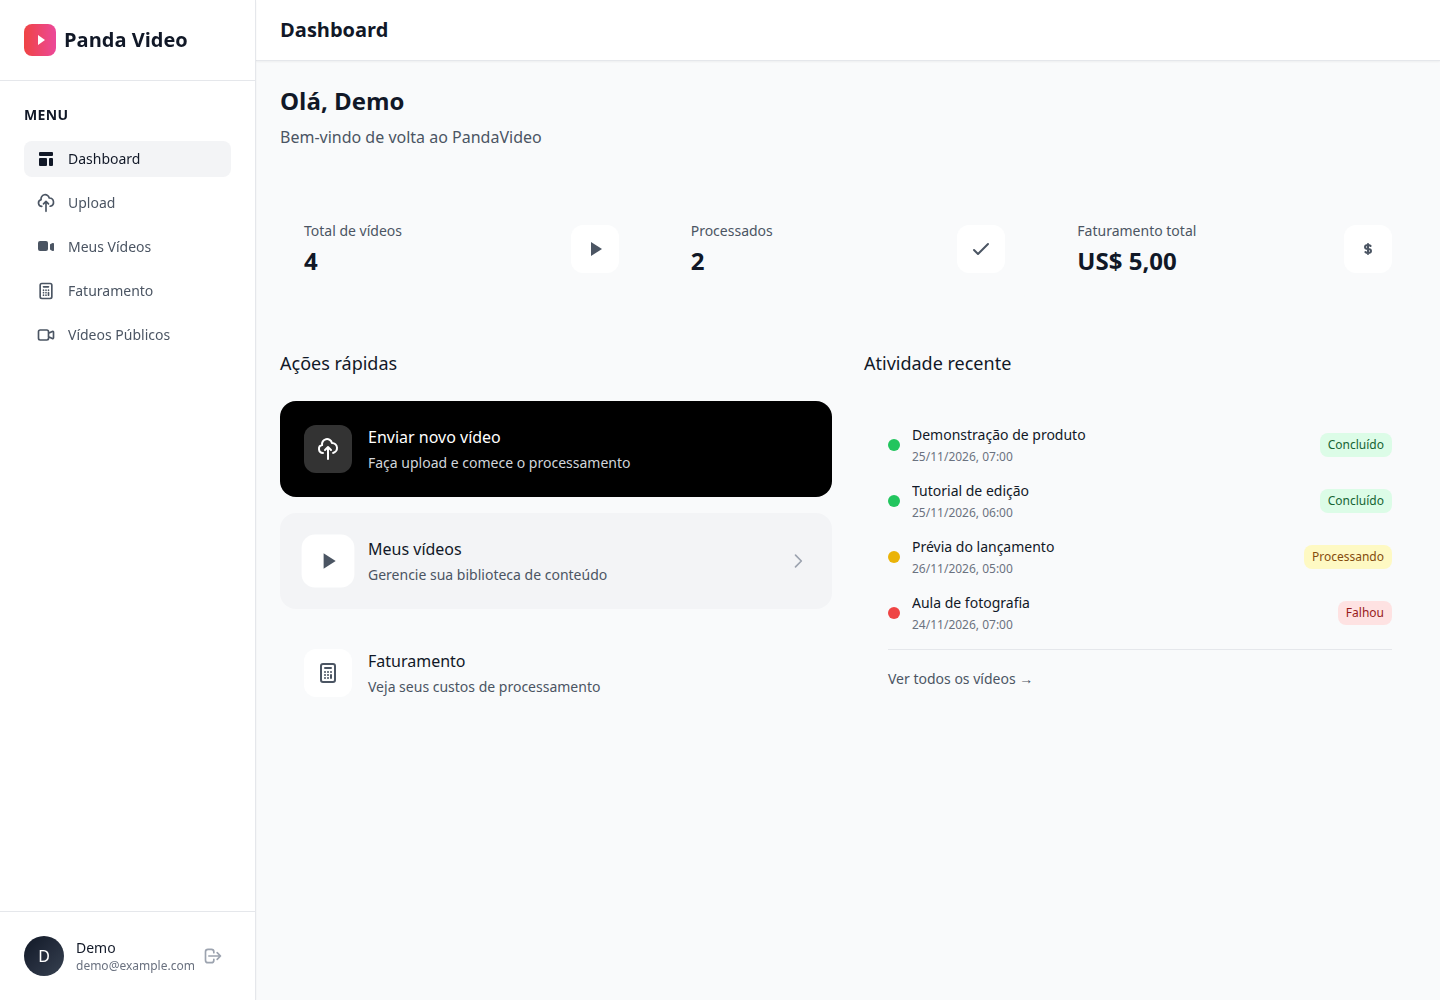 Panda Video
MENU
Dashboard
Upload
Meus Vídeos
Faturamento
Vídeos Públicos
D
Demo
demo@example.com
Dashboard
Olá, Demo
Bem-vindo de volta ao PandaVideo
Total de vídeos
4
Processados
2
Faturamento total
US$ 5,00
$
Ações rápidas
Enviar novo vídeo
Faça upload e comece o processamento
Meus vídeos
Gerencie sua biblioteca de conteúdo
Faturamento
Veja seus custos de processamento
Atividade recente
Demonstração de produto
25/11/2026, 07:00
Concluído
Tutorial de edição
25/11/2026, 06:00
Concluído
Prévia do lançamento
26/11/2026, 05:00
Processando
Aula de fotografia
24/11/2026, 07:00
Falhou
Ver todos os vídeos →